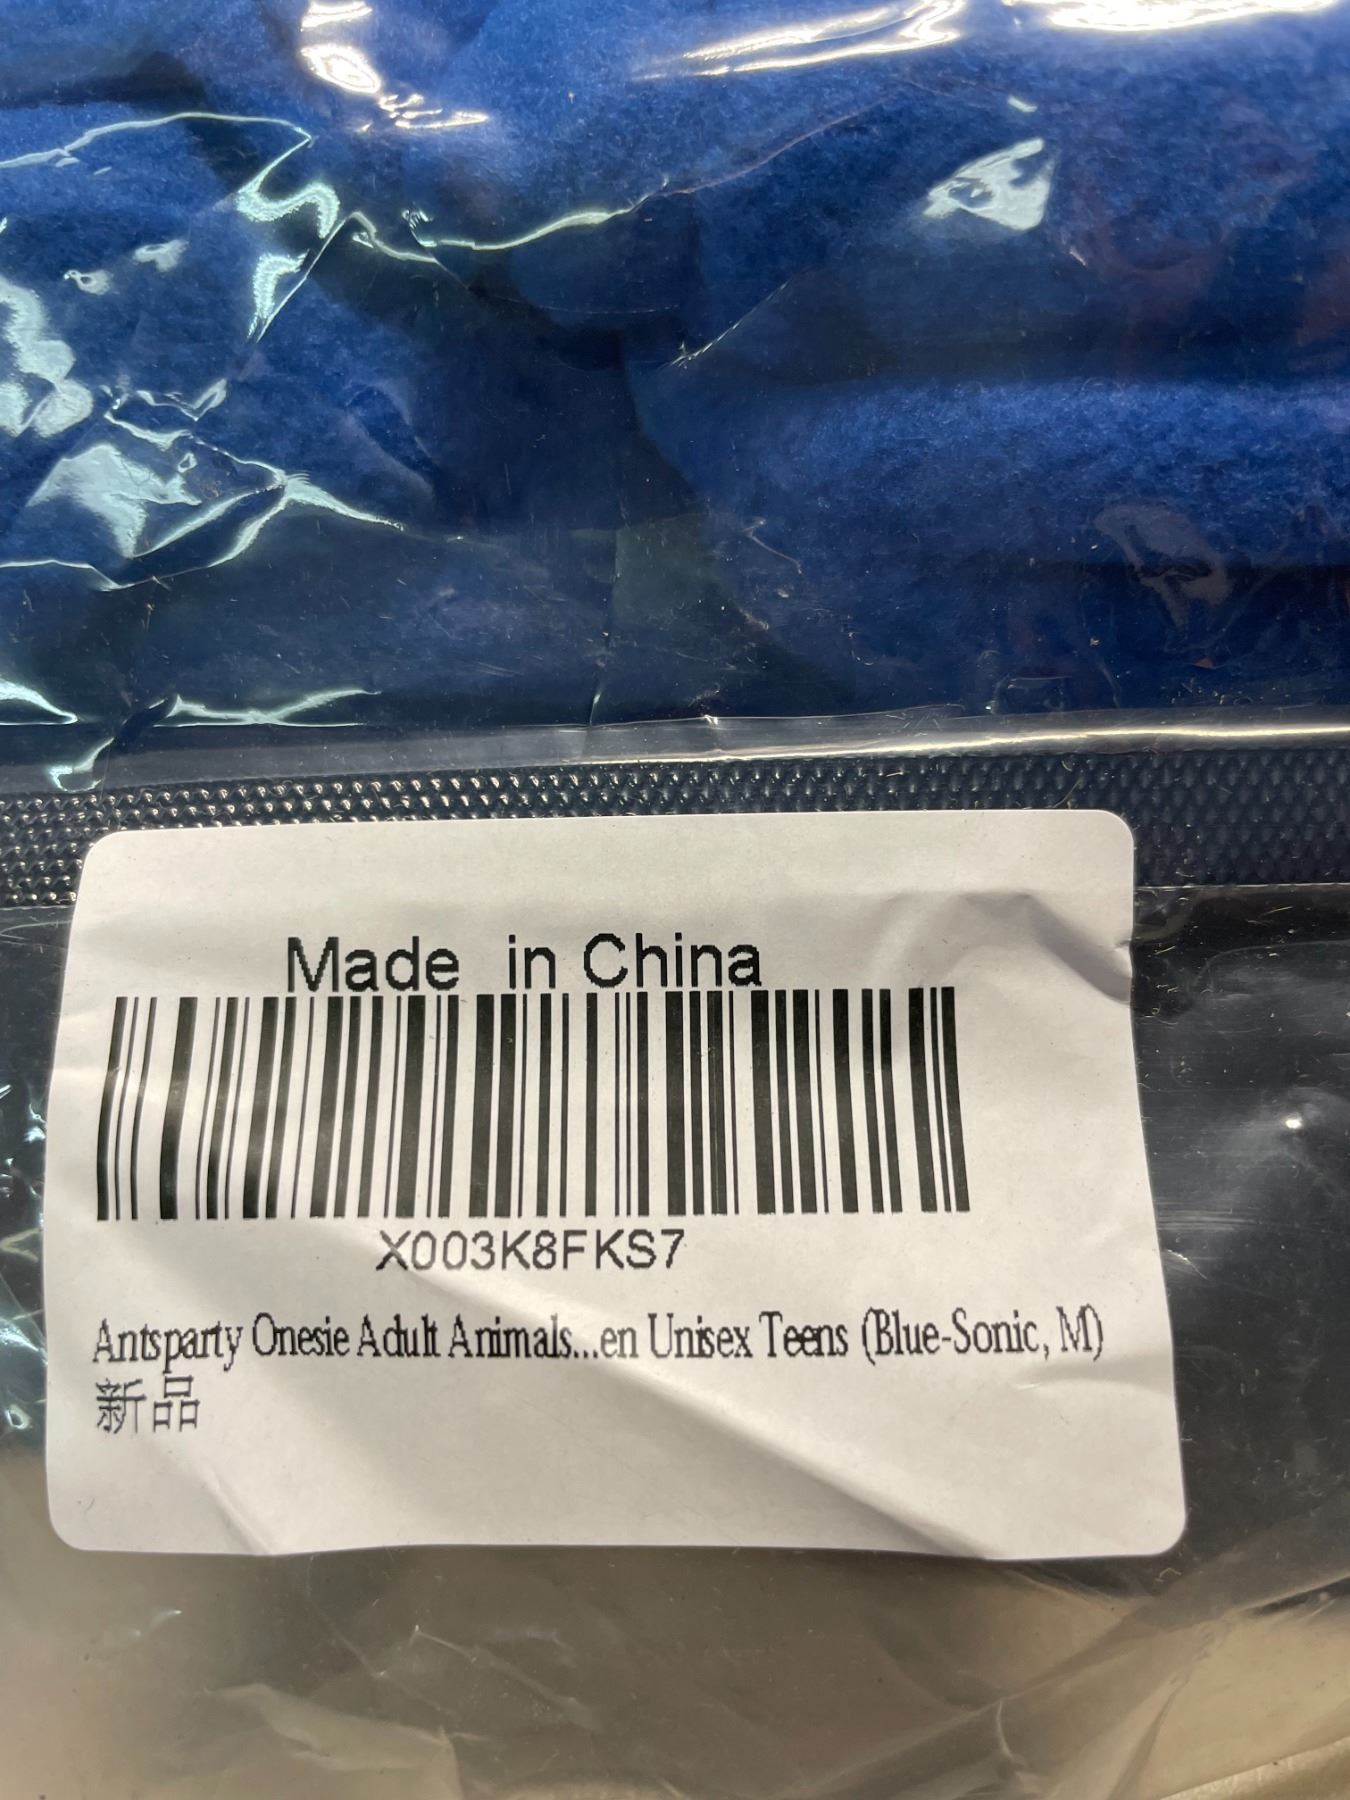 Made in China
X003K8FKS7
Antsparty Onesie Adult Animals...en Unisex Teens (Blue-Sonic, M)
新品